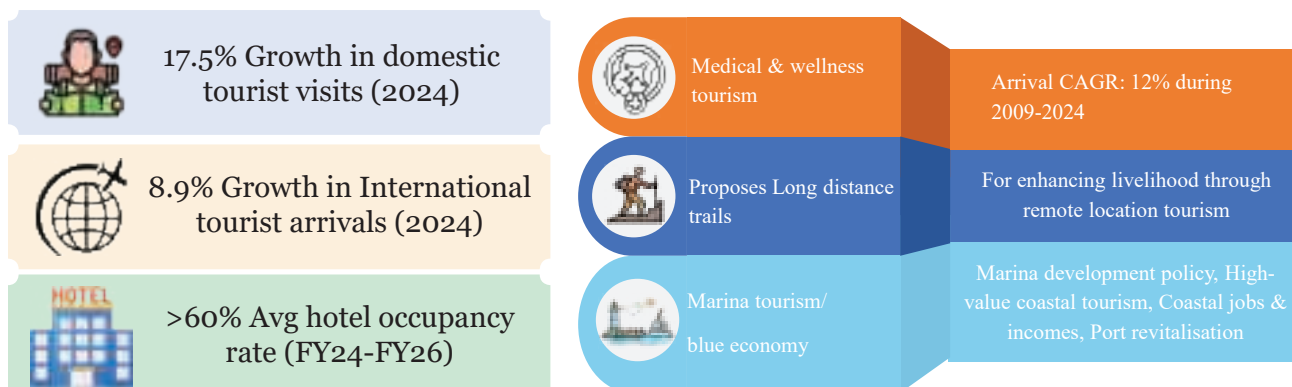 17.5% Growth in domestic
tourist visits (2024)
8.9% Growth in International
tourist arrivals (2024)
HOTEL
>60% Avg hotel occupancy
rate (FY24-FY26)
Medical & wellness
tourism
Arrival CAGR: 12% during
2009-2024
Proposes Long distance
trails
For enhancing livelihood through
remote location tourism
Marina tourism/
blue economy
Marina development policy, High-
value coastal tourism, Coastal jobs &
incomes, Port revitalisation